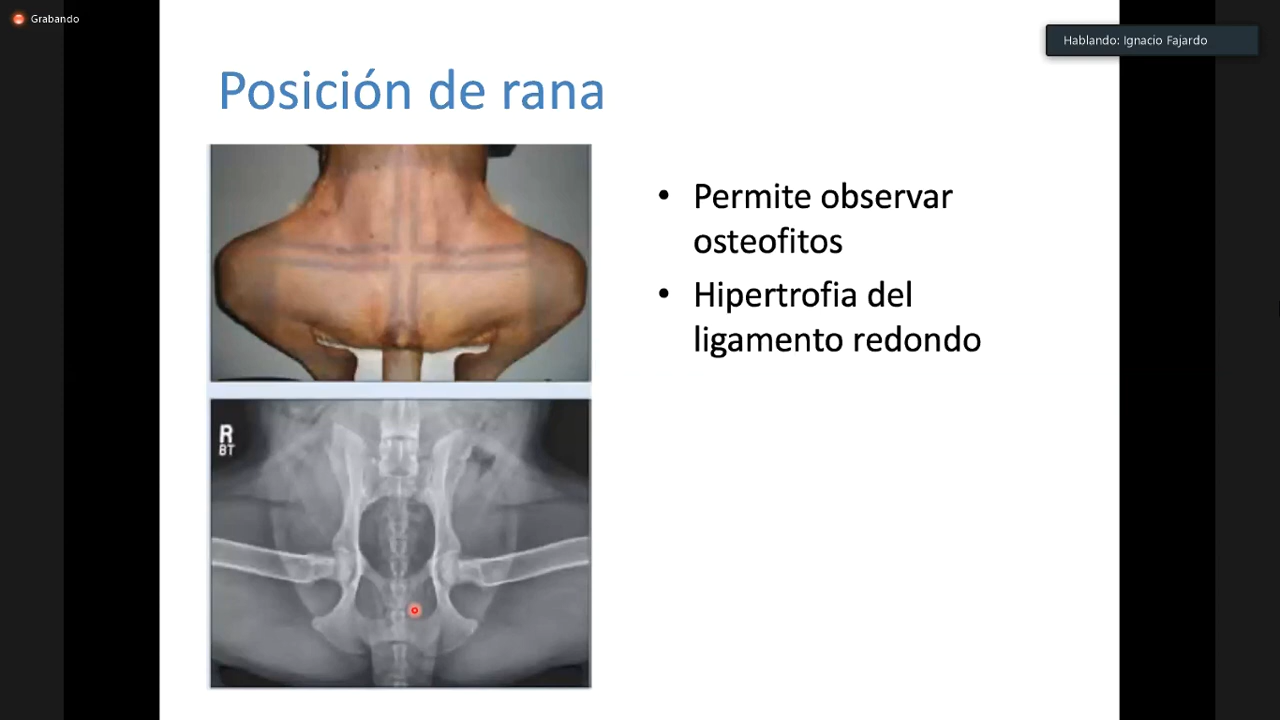 Grabando
Hablando: Ignacio Fajardo
Posición de rana
• Permite observar
osteofitos
• Hipertrofia del
ligamento redondo
R
BT